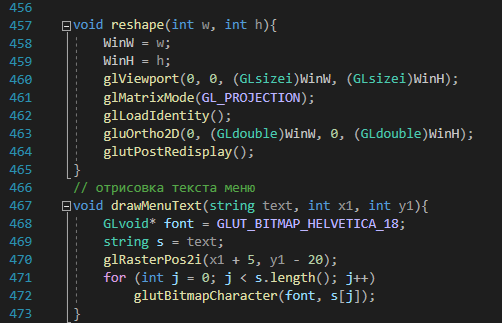 456
457 void reshape(int w, int h){
458 WinW = w;
459 WinH = h;
460 glViewport(0, 0, (GLsizei)WinW, (GLsizei)WinH);
461 glMatrixMode(GL_PROJECTION);
462 glLoadIdentity();
463 gluOrtho2D(0, (GLdouble)WinW, 0, (GLdouble)WinH);
464 glutPostRedisplay();
465 }
466 // отрисовка текста меню
467 void drawMenuText(string text, int x1, int y1){
468 GLvoid* font = GLUT_BITMAP_HELVETICA_18;
469 string s = text;
470 glRasterPos2i(x1 + 5, y1 - 20);
471 for (int j = 0; j < s.length(); j++)
472 glutBitmapCharacter(font, s[j]);
473 }